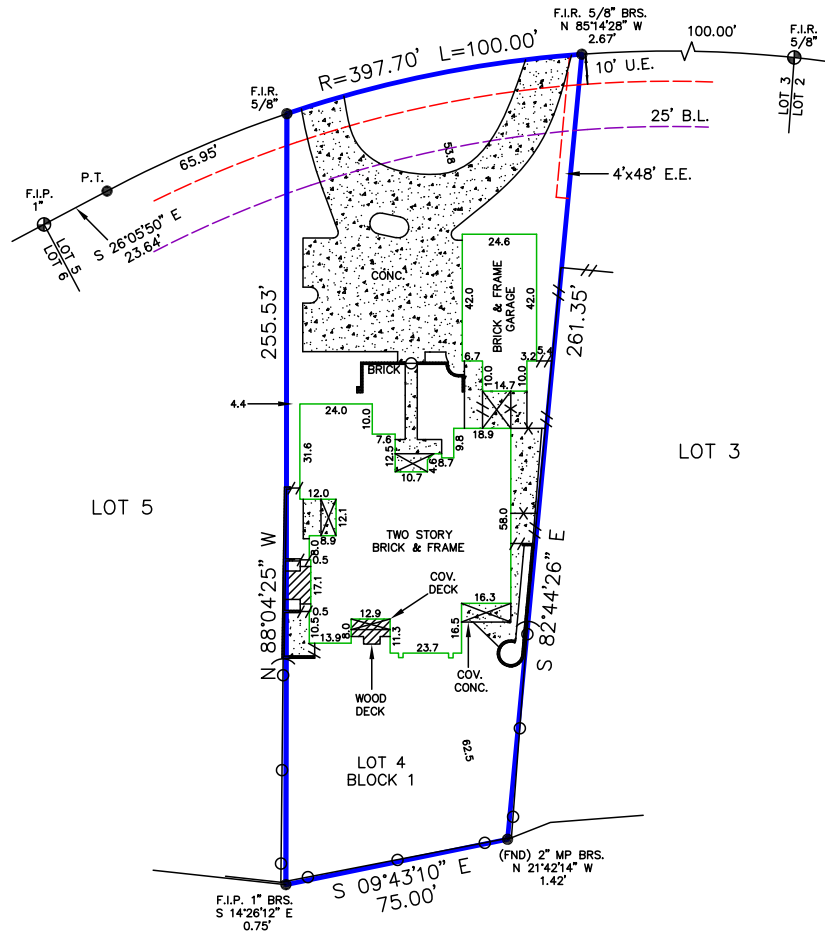 F.I.R. 5/8" BRS.
N 85°14'28" W
2.67'
100.00'
F.I.R.
5/8"
R=397.70' L=100.00'
10' U.E.
LOT 3
LOT 2
F.I.R.
5/8"
25' B.L.
65.95'
53.8
4'x48' E.E.
P.T.
F.I.P.
1"
S 26°05'50" E
23.64'
LOT 5
LOT 6
24.6
CONC.
42.0
BRICK & FRAME
GARAGE
42.0
255.53'
261.35'
5.4
6.7
3.2
BRICK
10.0
10.0
14.7
4.4
24.0
10.0
7.6
9.8
18.9
31.6
12.5
4.6
8.7
10.7
LOT 3
LOT 5
12.0
12.1
58.0
8.9
8.0
TWO STORY
BRICK & FRAME
0.5
17.1
COV.
DECK
N 88°04'25" W
S 82°44'26" E
0.5
12.9
16.3
10.5
8.0
11.3
16.5
13.9
23.7
COV.
CONC.
WOOD
DECK
62.5
LOT 4
BLOCK 1
S 09°43'10" E
75.00'
(FND) 2" MP BRS.
N 21°42'14" W
1.42'
F.I.P. 1" BRS.
S 14°26'12" E
0.75'